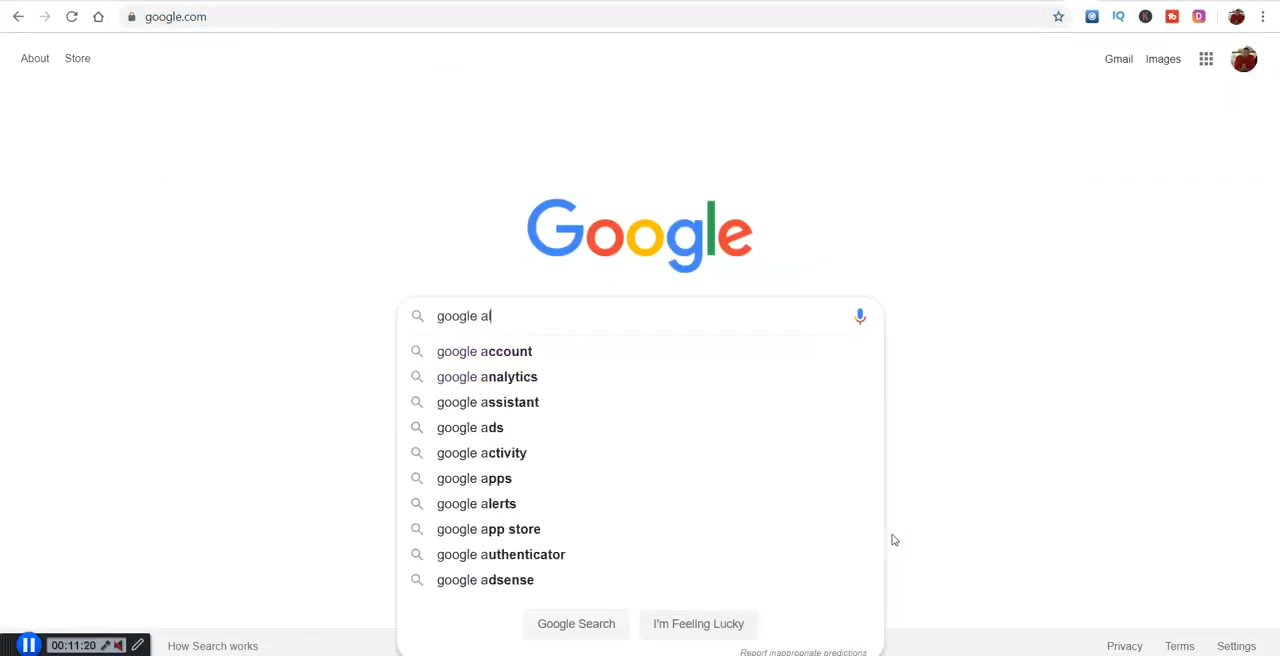 google.com
IQ
K
D
About Store
Gmail Images
Google
google al
google account
google analytics
google assistant
google ads
google activity
google apps
google alerts
google app store
google authenticator
google adsense
Google Search I'm Feeling Lucky
Report inappropriate predictions
00:11:20
How Search works
Privacy Terms Settings